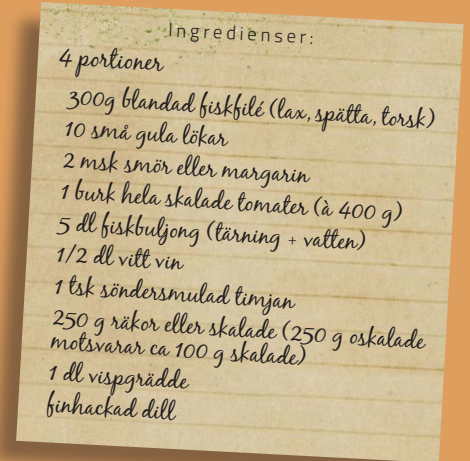 Ingredienser:
4 portioner
300g blandad fiskfilé (lax, spätta, torsk)
10 små gula lökar
2 msk smör eller margarin
1 burk hela skalade tomater (à 400 g)
5 dl fiskbuljong (tärning + vatten)
1/2 dl vitt vin
1 tsk söndersmulad timjan
250 g räkor eller skalade (250 g oskalade
motsvarar ca 100 g skalade)
1 dl vispgrädde
finhackad dill